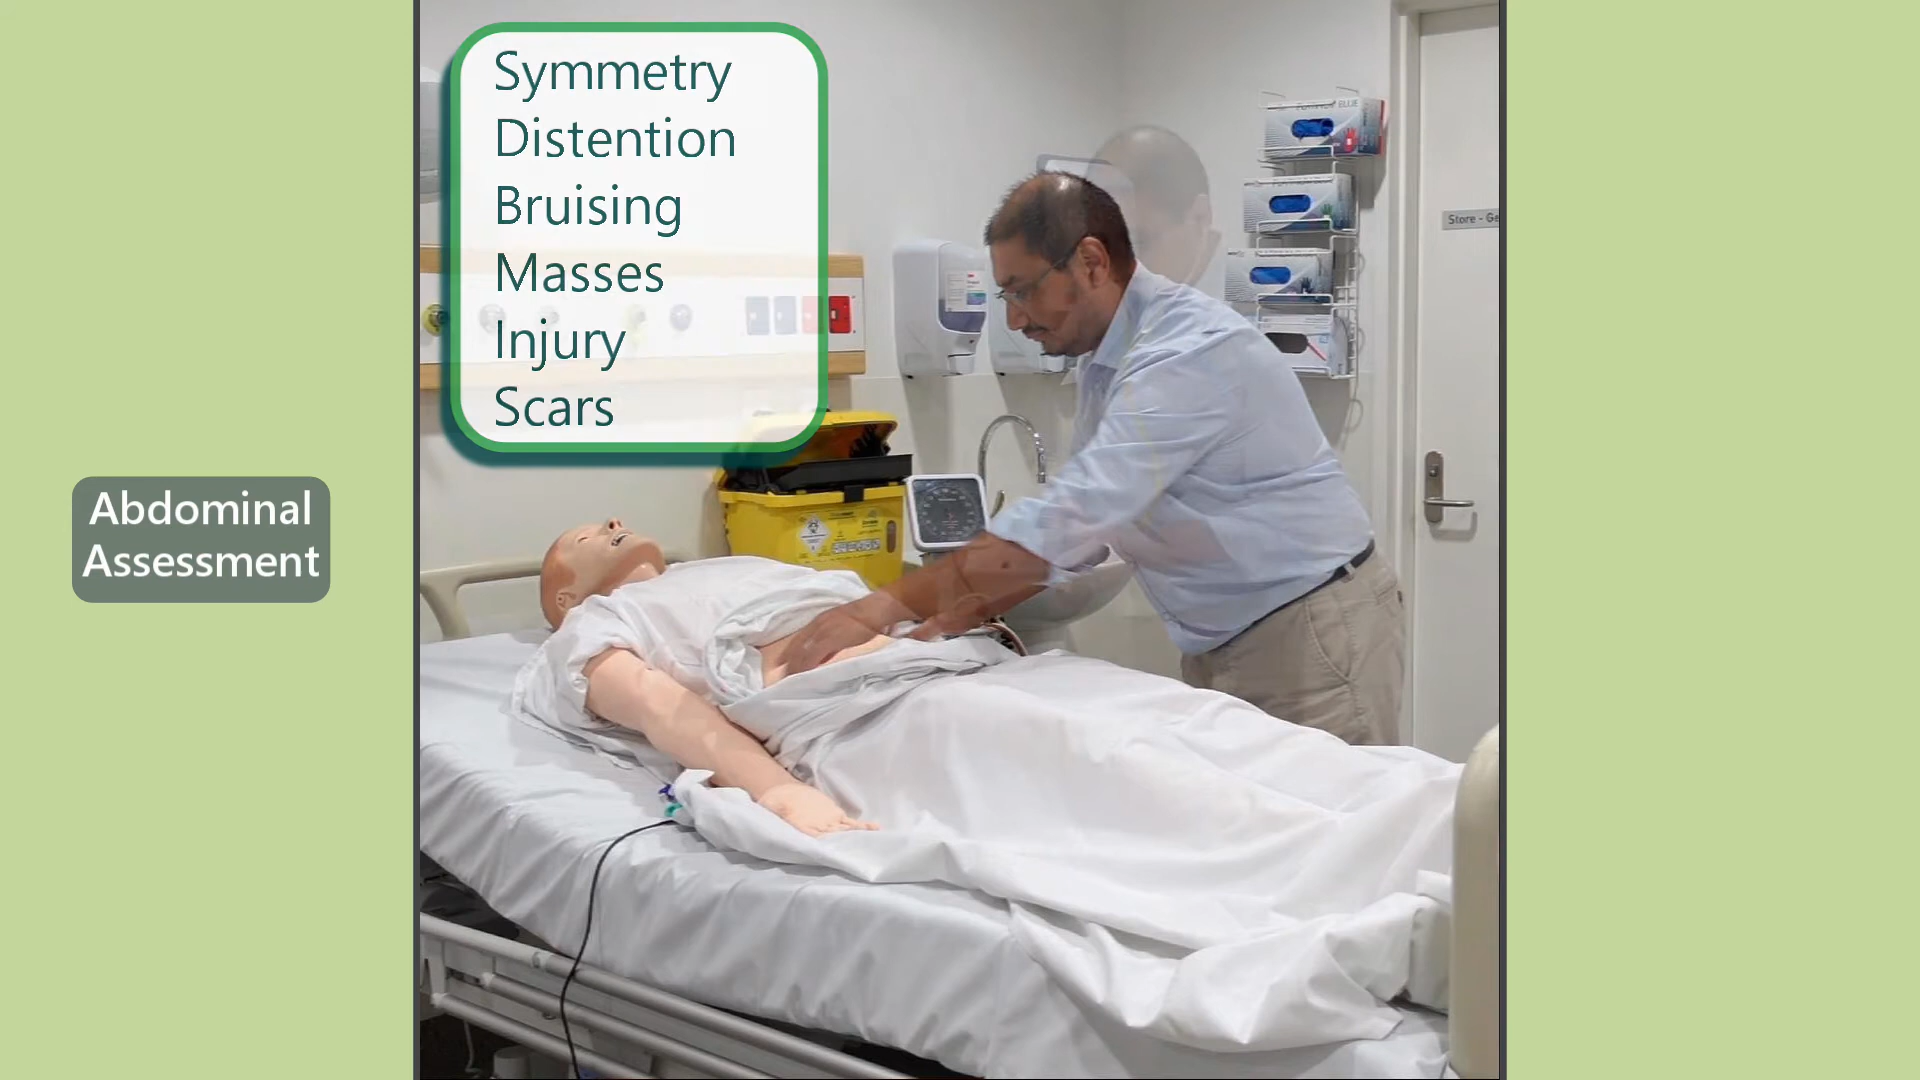 Symmetry
Distention
Bruising
Masses
Injury
Scars
Abdominal
Assessment
Store - Ge